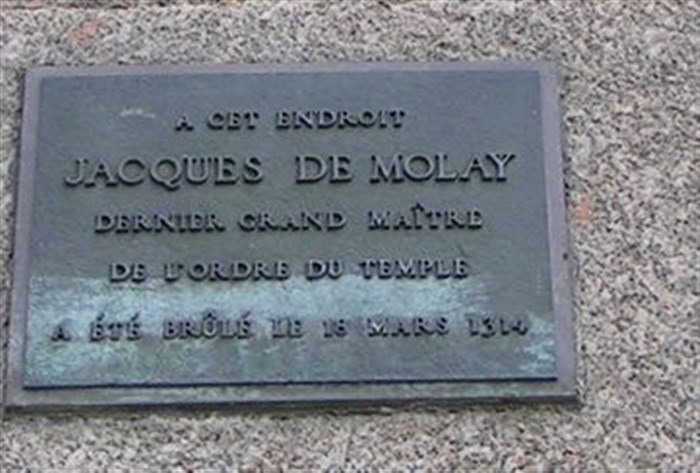 A CET ENDROIT
JACQUES DE MOLAY
DERNIER GRAND MAÎTRE
DE L'ORDRE DU TEMPLE
A ÉTÉ BRÛLÉ LE 18 MARS 1314